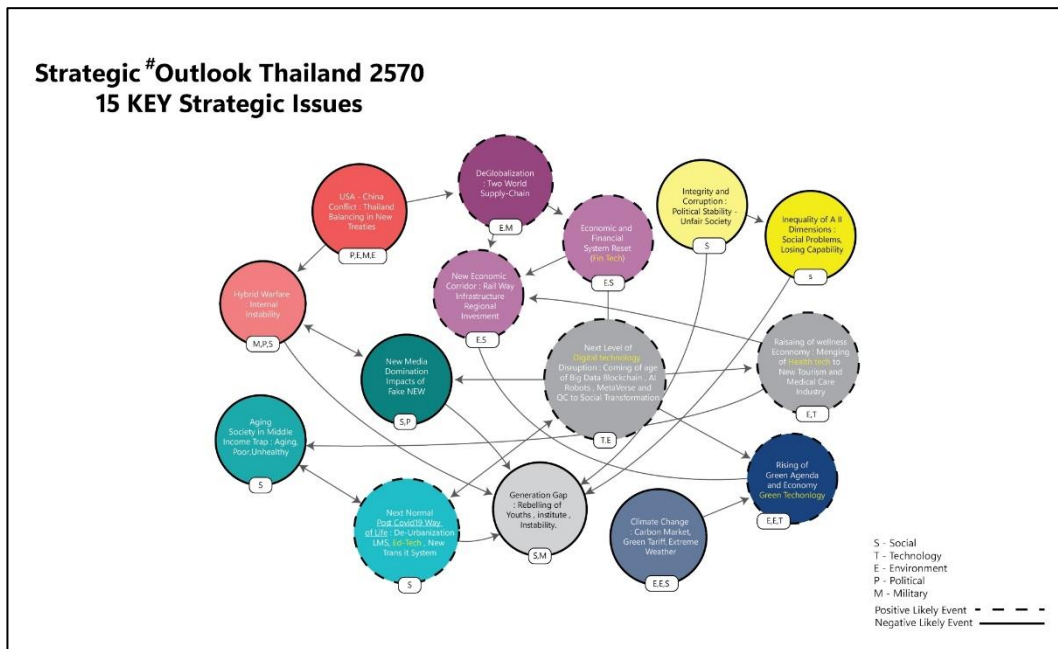 Strategic #Outlook Thailand 2570
15 KEY Strategic Issues
DeGlobalization
: Two World
Supply-Chain
E.M
USA - China
Conflict : Thailand
Balancing in New
Treaties
P,E,M,E
Integrity and
Corruption :
Political Stability -
Unfair Society
S
Inequality of A ll
Dimensions :
Social Problems,
Losing Capability
s
Economic and
Financial
System Reset
(Fin Tech)
E.S
New Economic
Corridor : Rail Way
Infrastructure
Regional
Invesment
E.S
Hybrid Warfare
: Internal
Instability
M,P,S
New Media
Domination
Impacts of
Fake NEW
S,P
Next Level of
Digital technology
Disruption : Coming of age
of Big Data Blockchain , AI
Robots , MetaVerse and
QC to Social Transformation
T.E
Raisaing of wellness
Econnomy : Menging
of Health tech to
New Tourism and
Medical Care
Industry
E,T
Aging
Society in Middle
Income Trap : Aging,
Poor,Unhealthy
S
Next Normal
Post Covid19 Way
of Life : De-Urbanization
LMS, Ed-Tech , New
Trans it System
S
Generation Gap
: Rebelling of
Youths , institute ,
Instability.
S,M
Climate Change
: Carbon Market,
Green Tariff, Extreme
Weather
E,E,S
Rising of
Green Agenda
and Economy
Green Techonlogy
E,E,T
S - Social
T - Technology
E - Environment
P - Political
M - Military
Positive Likely Event
Negative Likely Event